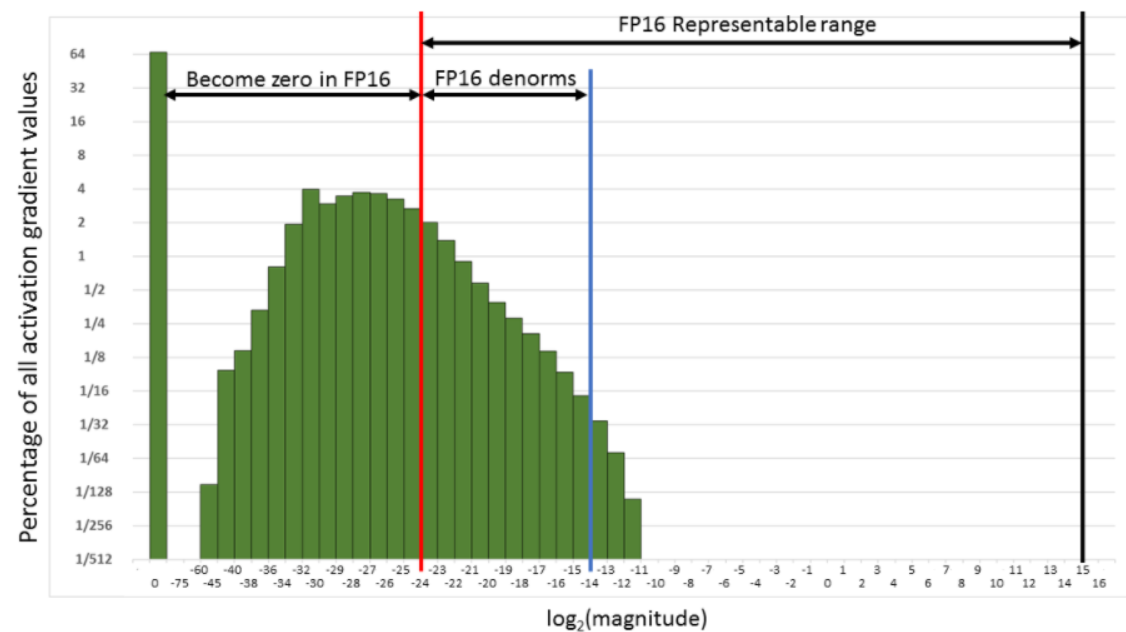 FP16 Representable range
Become zero in FP16
FP16 denorms
Percentage of all activation gradient values
64
32
16
8
4
2
1
1/2
1/4
1/8
1/16
1/32
1/64
1/128
1/256
1/512
-60 -40 -36 -32 -29 -27 -25 -23 -21 -19 -17 -15 -13 -11 -9 -7 -5 -3 -1 1 3 5 7 9 11 13 15
0 -75 -45 -38 -34 -30 -28 -26 -24 -22 -20 -18 -16 -14 -12 -10 -8 -6 -4 -2 0 2 4 6 8 10 12 14 16
log₂(magnitude)